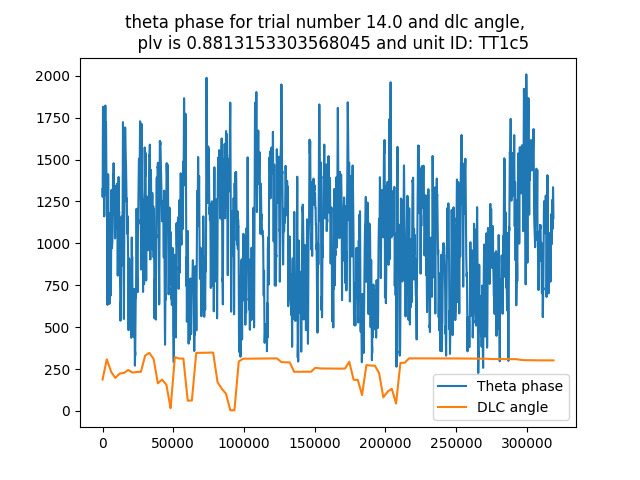 theta phase for trial number 14.0 and dlc angle,
plv is 0.8813153303568045 and unit ID: TT1c5
2000
1750
1500
1250
1000
750
500
250
0
Theta phase
DLC angle
0 50000 100000 150000 200000 250000 300000